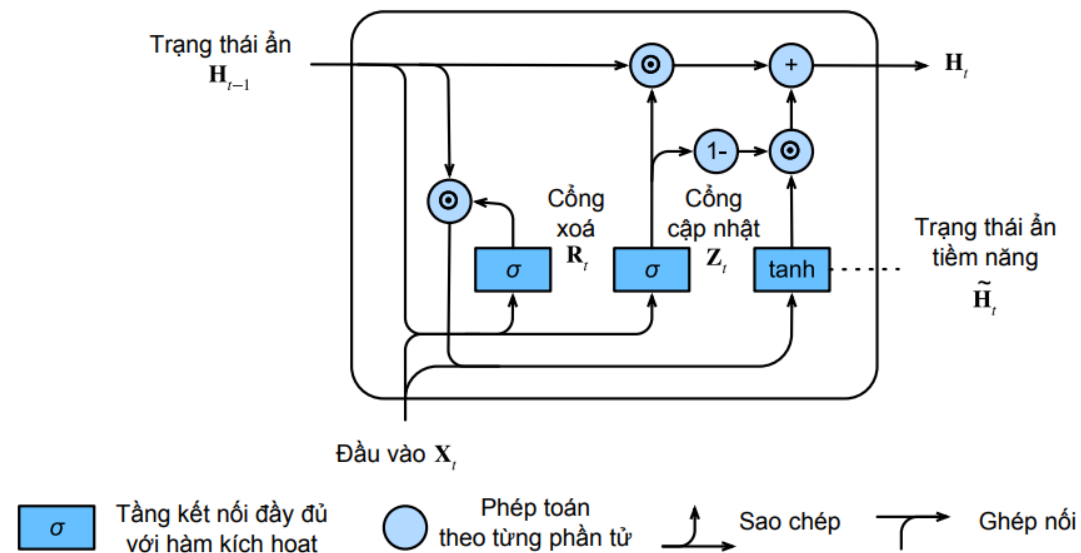 Trạng thái ẩn
H_{t−1}
⊙
+
H_t
1-
⊙
⊙
Cổng
xoá
R_t
Cổng
cập nhật
Z_t
σ
σ
tanh
Trạng thái ẩn
tiềm năng
H̃_t
Đầu vào X_t
σ
Tầng kết nối đầy đủ
với hàm kích hoat
Phép toán
theo từng phần tử
Sao chép
Ghép nối